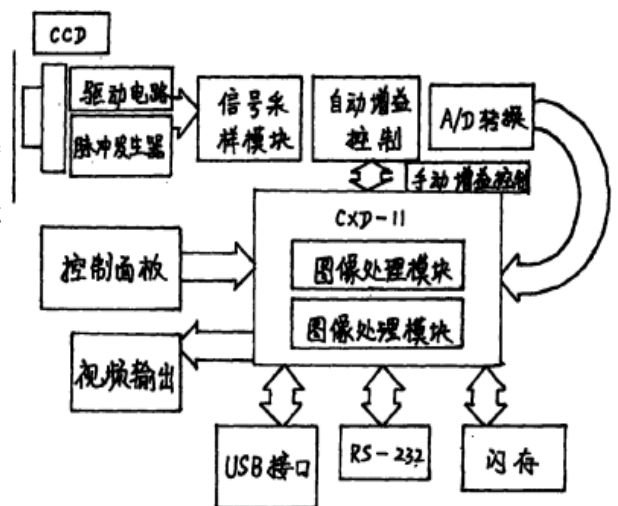 CCD
驱动电路
脉冲发生器
信号采
样模块
自动增益
控制
A/D转换
手动增益控制
CXD-11
图像处理模块
图像处理模块
控制面板
视频输出
USB接口
RS-232
闪存